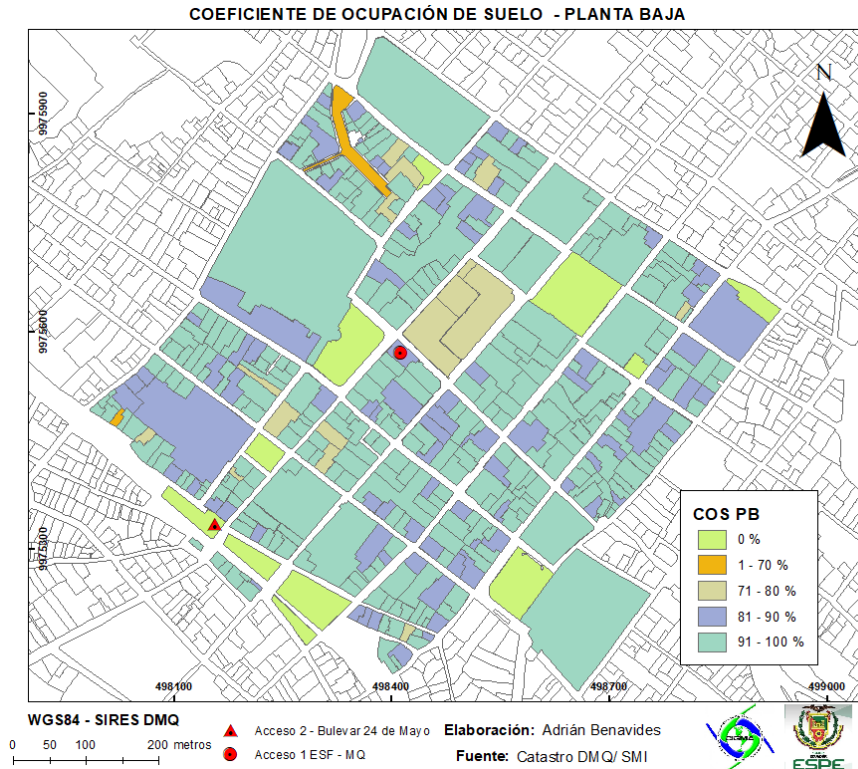 COEFICIENTE DE OCUPACIÓN DE SUELO - PLANTA BAJA
N
9975900
9975600
9975300
COS PB
0 %
1 - 70 %
71 - 80 %
81 - 90 %
91 - 100 %
498100
498400
498700
499000
WGS84 - SIRES DMQ
0 50 100 200 metros
Acceso 2 - Bulevar 24 de Mayo
Acceso 1 ESF - MQ
Elaboración: Adrián Benavides
Fuente: Catastro DMQ/ SMI
ESPE